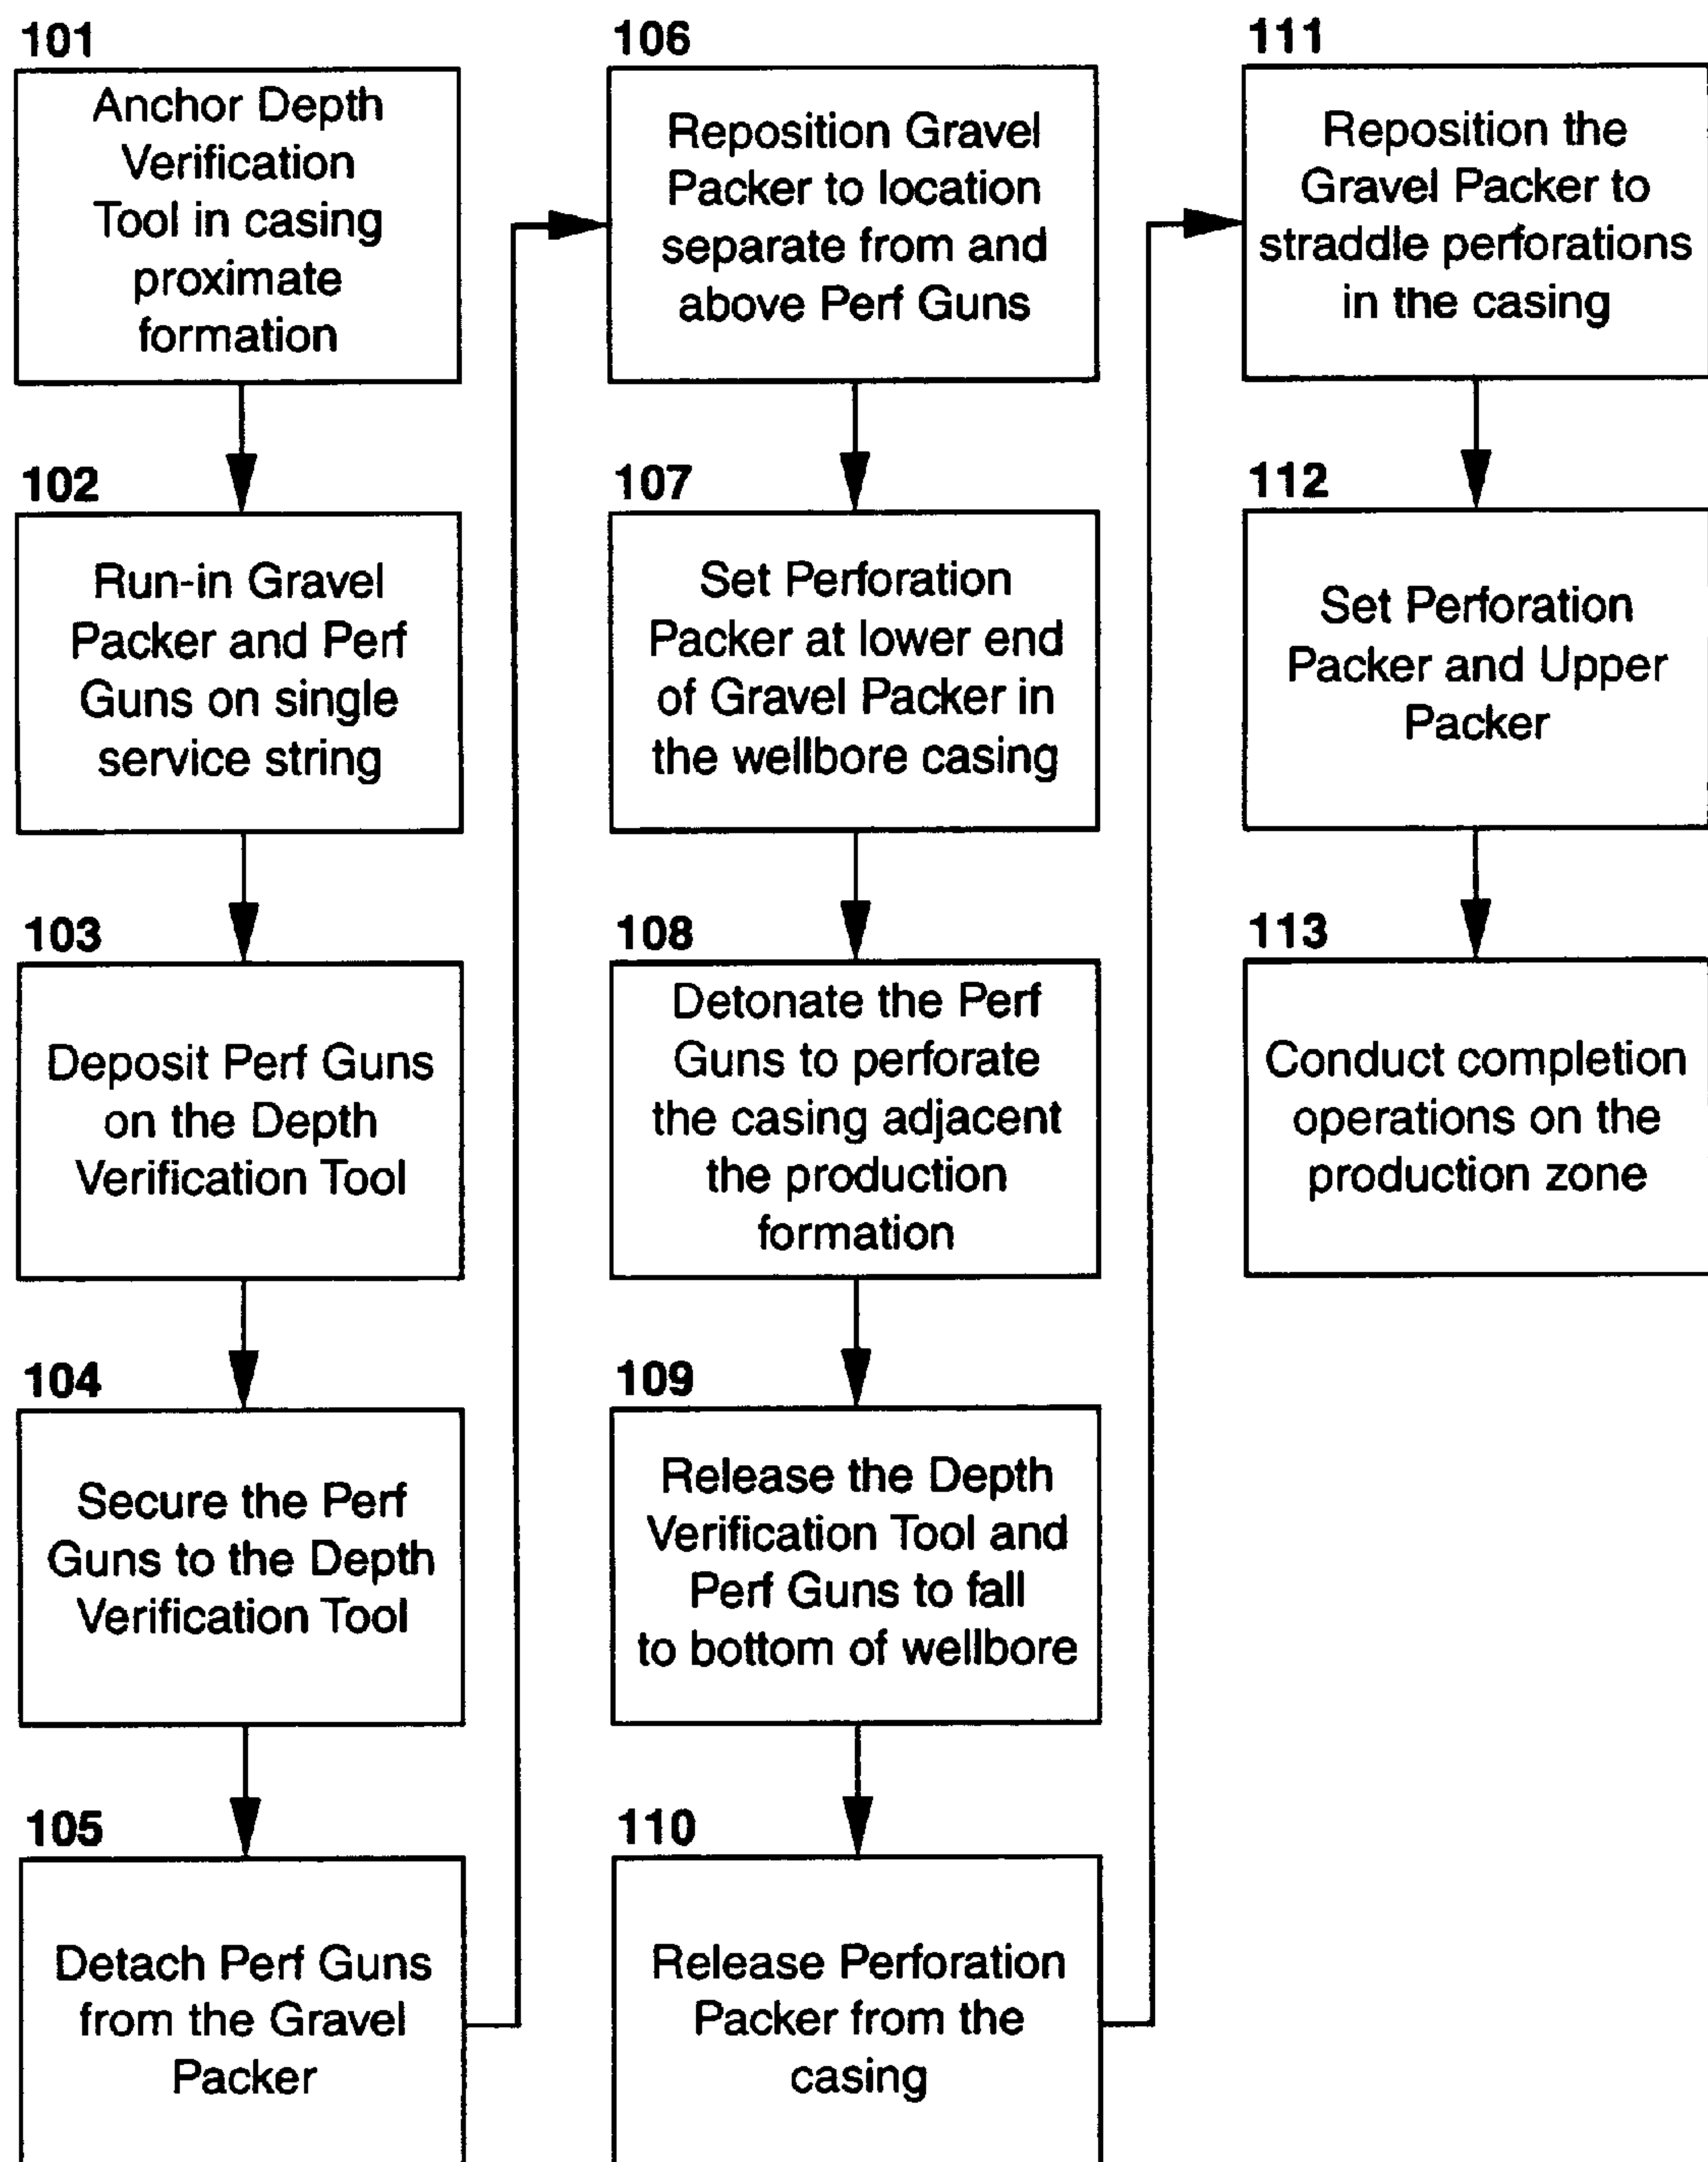 101
Anchor Depth
Verification
Tool in casing
proximate
formation
102
Run-in Gravel
Packer and Perf
Guns on single
service string
103
Deposit Perf Guns
on the Depth
Verification Tool
104
Secure the Perf
Guns to the Depth
Verification Tool
105
Detach Perf Guns
from the Gravel
Packer
106
Reposition Gravel
Packer to location
separate from and
above Perf Guns
107
Set Perforation
Packer at lower end
of Gravel Packer in
the wellbore casing
108
Detonate the Perf
Guns to perforate
the casing adjacent
the production
formation
109
Release the Depth
Verification Tool and
Perf Guns to fall
to bottom of wellbore
110
Release Perforation
Packer from the
casing
111
Reposition the
Gravel Packer to
straddle perforations
in the casing
112
Set Perforation
Packer and Upper
Packer
113
Conduct completion
operations on the
production zone